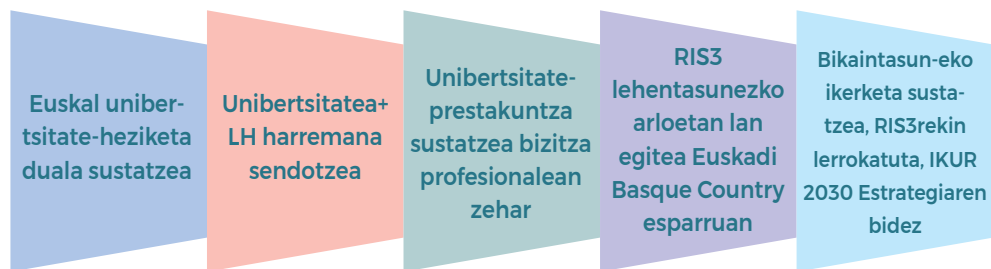 Euskal uniber-
tsitate-heziketa
duala sustatzea
Unibertsitatea+
LH harremana
sendotzea
Unibertsitate-
prestakuntza
sustatzea bizitza
profesionalean
zehar
RIS3
lehentasunezko
arloetan lan
egitea Euskadi
Basque Country
esparruan
Bikaintasun-eko
ikerketa susta-
tzea, RIS3rekin
lerrokatuta, IKUR
2030 Estrategiaren
bidez